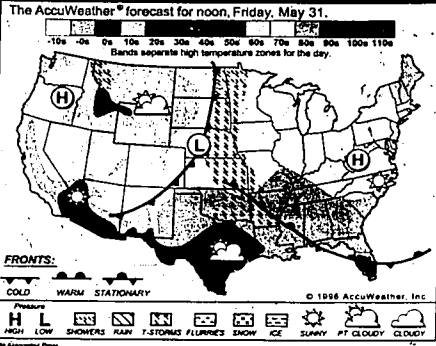 The AccuWeather® forecast for noon, Friday, May 31.
-10s -0s 0s 10s 20s 30s 40s 50s 60s 70s 80s 90s 100s 110s
Bands separate high temperature zones for the day.
H
L
H
FRONTS:
COLD WARM STATIONARY
© 1996 AccuWeather, Inc
Pressure
H L
HIGH LOW SHOWERS RAIN T-STORMS FLURRIES SNOW ICE SUNNY PT CLOUDY CLOUDY